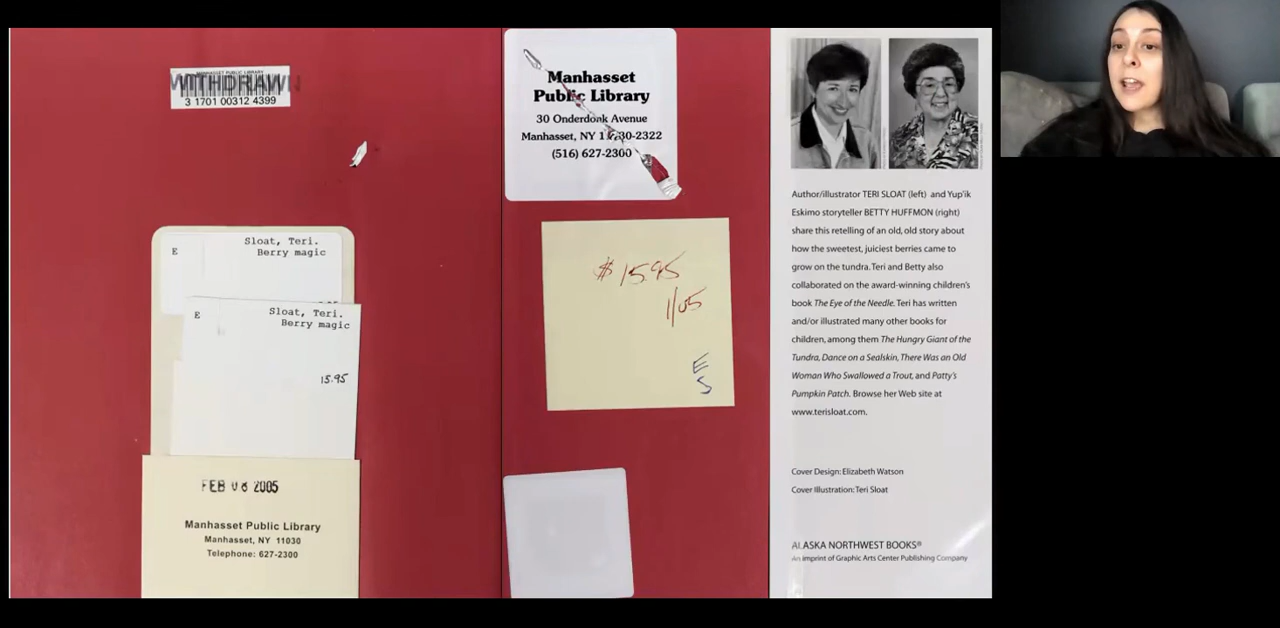 MANHASSET PUBLIC LIBRARY
WITHDRAWN
3 1701 00312 4399
E
Sloat, Teri.
Berry magic
E
Sloat, Teri.
Berry magic
15.95
FEB 08 2005
Manhasset Public Library
Manhasset, NY 11030
Telephone: 627-2300
Manhasset
Public Library
30 Onderdonk Avenue
Manhasset, NY 11030-2322
(516) 627-2300
$15.95
1/05
E
S
Author/illustrator TERI SLOAT (left) and Yup'ik
Eskimo storyteller BETTY HUFFMON (right)
share this retelling of an old, old story about
how the sweetest, juiciest berries came to
grow on the tundra. Teri and Betty also
collaborated on the award-winning children's
book The Eye of the Needle. Teri has written
and/or illustrated many other books for
children, among them The Hungry Giant of the
Tundra, Dance on a Sealskin, There Was an Old
Woman Who Swallowed a Trout, and Patty's
Pumpkin Patch. Browse her Web site at
www.terisloat.com.
Cover Design: Elizabeth Watson
Cover Illustration: Teri Sloat
ALASKA NORTHWEST BOOKS®
An imprint of Graphic Arts Center Publishing Company